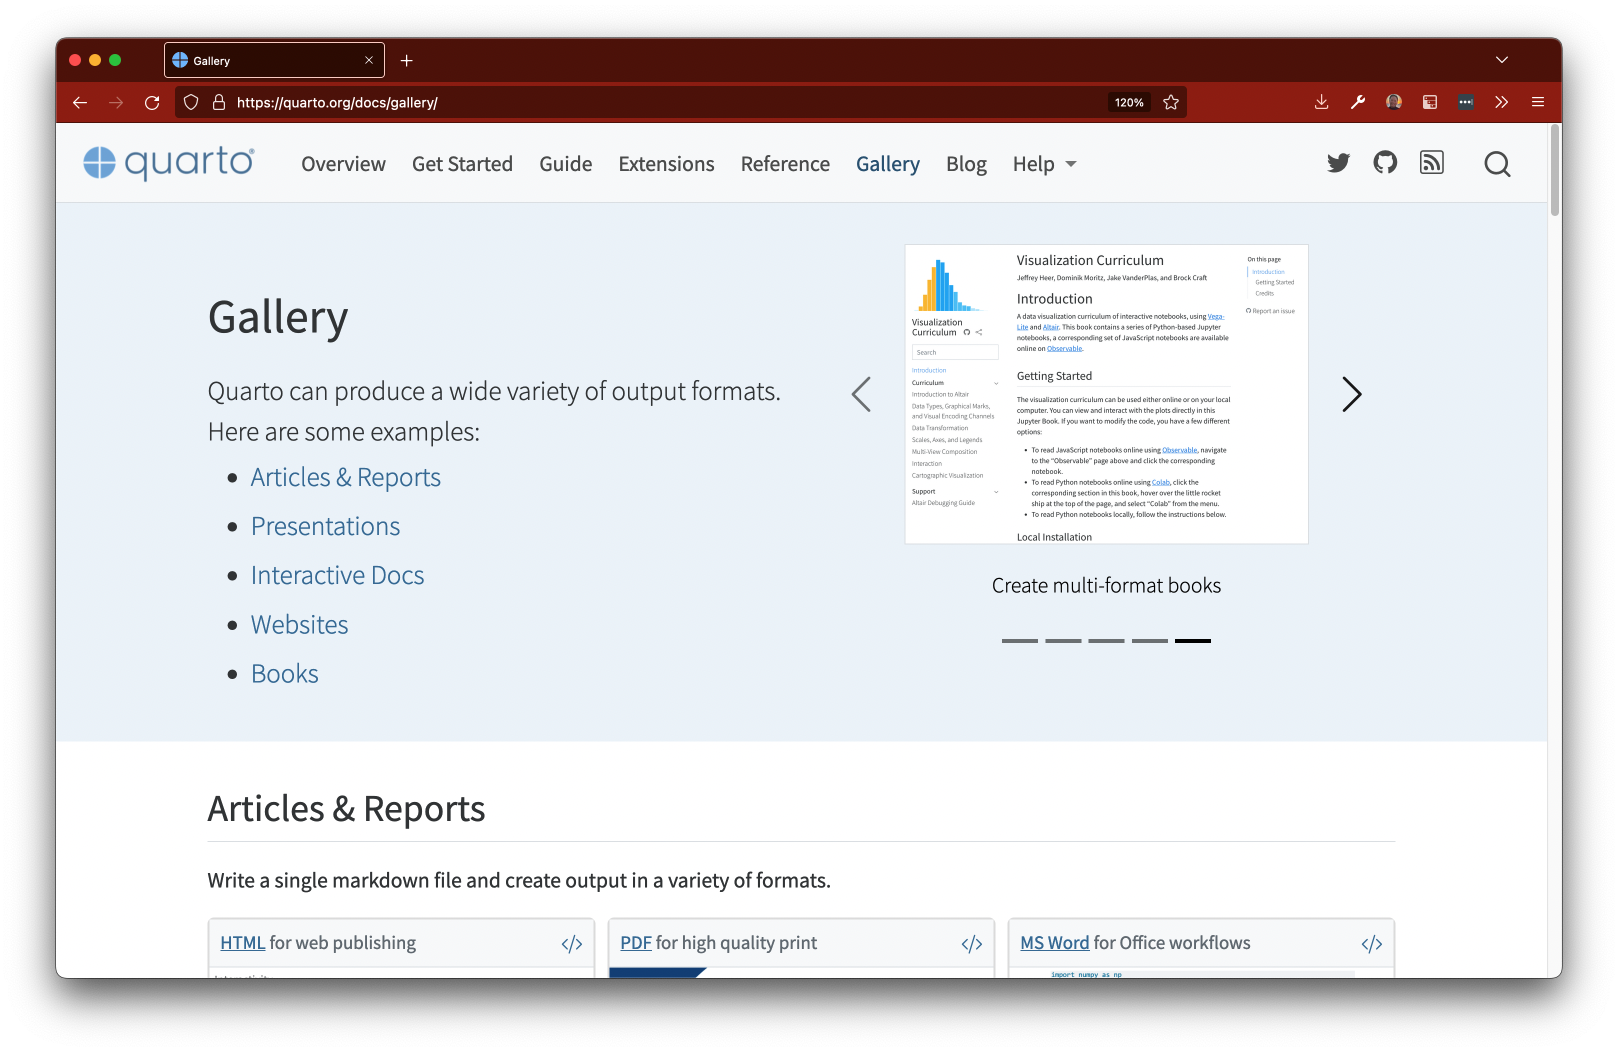 Gallery
https://quarto.org/docs/gallery/
120%
quarto
Overview
Get Started
Guide
Extensions
Reference
Gallery
Blog
Help
Gallery
Quarto can produce a wide variety of output formats.
Here are some examples:
Articles & Reports
Presentations
Interactive Docs
Websites
Books
Visualization
Curriculum
Search
Introduction
Curriculum
Introduction to Altair
Data Types, Graphical Marks,
and Visual Encoding Channels
Data Transformation
Scales, Axes, and Legends
Multi-View Composition
Interaction
Cartographic Visualization
Support
Altair Debugging Guide
Visualization Curriculum
Jeffrey Heer, Dominik Moritz, Jake VanderPlas, and Brock Craft
Introduction
A data visualization curriculum of interactive notebooks, using Vega-
Lite and Altair. This book contains a series of Python-based Jupyter
notebooks, a corresponding set of JavaScript notebooks are available
online on Observable.
Getting Started
The visualization curriculum can be used either online or on your local
computer. You can view and interact with the plots directly in this
Jupyter Book. If you want to modify the code, you have a few different
options:
To read JavaScript notebooks online using Observable, navigate
to the “Observable” page above and click the corresponding
notebook.
To read Python notebooks online using Colab, click the
corresponding section in this book, hover over the little rocket
ship at the top of the page, and select “Colab” from the menu.
To read Python notebooks locally, follow the instructions below.
Local Installation
On this page
Introduction
Getting Started
Credits
Report an issue
Create multi-format books
Articles & Reports
Write a single markdown file and create output in a variety of formats.
HTML for web publishing
</>
PDF for high quality print
</>
MS Word for Office workflows
</>
import numpy as np